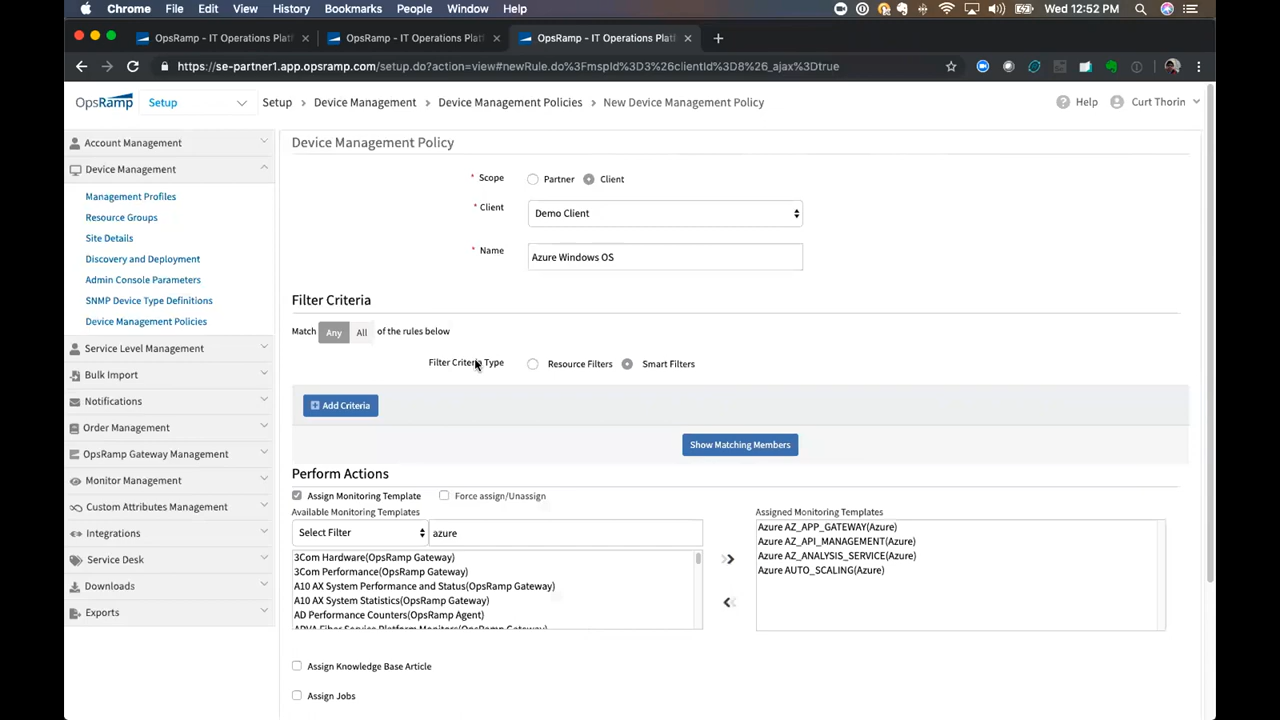 Chrome File Edit View History Bookmarks People Window Help Wed 12:52 PM
OpsRamp - IT Operations Platf × OpsRamp - IT Operations Platf × OpsRamp - IT Operations Platf × +
https://se-partner1.app.opsramp.com/setup.do?action=view#newRule.do%3FmspId%3D3%26clientId%3D8%26_ajax%3Dtrue
OpsRamp Setup Setup > Device Management > Device Management Policies > New Device Management Policy Help Curt Thorin
Account Management
Device Management
Management Profiles
Resource Groups
Site Details
Discovery and Deployment
Admin Console Parameters
SNMP Device Type Definitions
Device Management Policies
Service Level Management
Bulk Import
Notifications
Order Management
OpsRamp Gateway Management
Monitor Management
Custom Attributes Management
Integrations
Service Desk
Downloads
Exports
Device Management Policy
* Scope Partner Client
* Client Demo Client
* Name Azure Windows OS
Filter Criteria
Match Any All of the rules below
Filter Criteria Type Resource Filters Smart Filters
Add Criteria
Show Matching Members
Perform Actions
Assign Monitoring Template Force assign/Unassign
Available Monitoring Templates
Select Filter azure
3Com Hardware(OpsRamp Gateway)
3Com Performance(OpsRamp Gateway)
A10 AX System Performance and Status(OpsRamp Gateway)
A10 AX System Statistics(OpsRamp Gateway)
AD Performance Counters(OpsRamp Agent)
ADVA Fiber Service Platform Monitors(OpsRamp Gateway)
Assigned Monitoring Templates
Azure AZ_APP_GATEWAY(Azure)
Azure AZ_API_MANAGEMENT(Azure)
Azure AZ_ANALYSIS_SERVICE(Azure)
Azure AUTO_SCALING(Azure)
Assign Knowledge Base Article
Assign Jobs